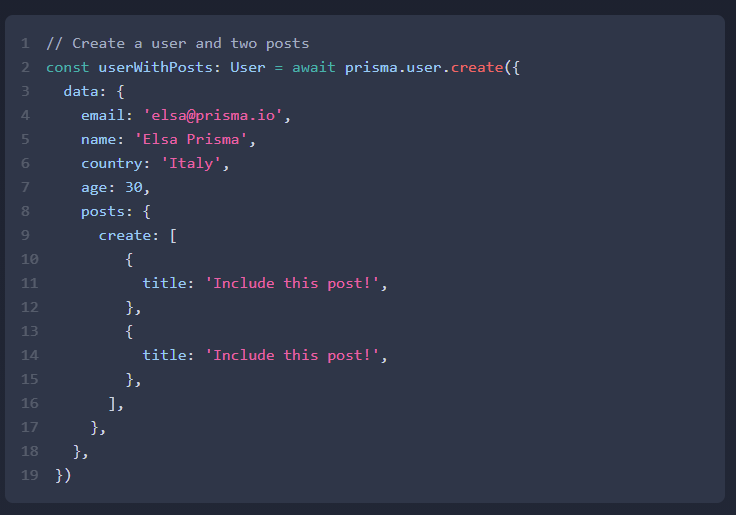 1 // Create a user and two posts
2 const userWithPosts: User = await prisma.user.create({
3   data: {
4     email: 'elsa@prisma.io',
5     name: 'Elsa Prisma',
6     country: 'Italy',
7     age: 30,
8     posts: {
9       create: [
10          {
11            title: 'Include this post!',
12          },
13          {
14            title: 'Include this post!',
15          },
16        ],
17      },
18    },
19  })